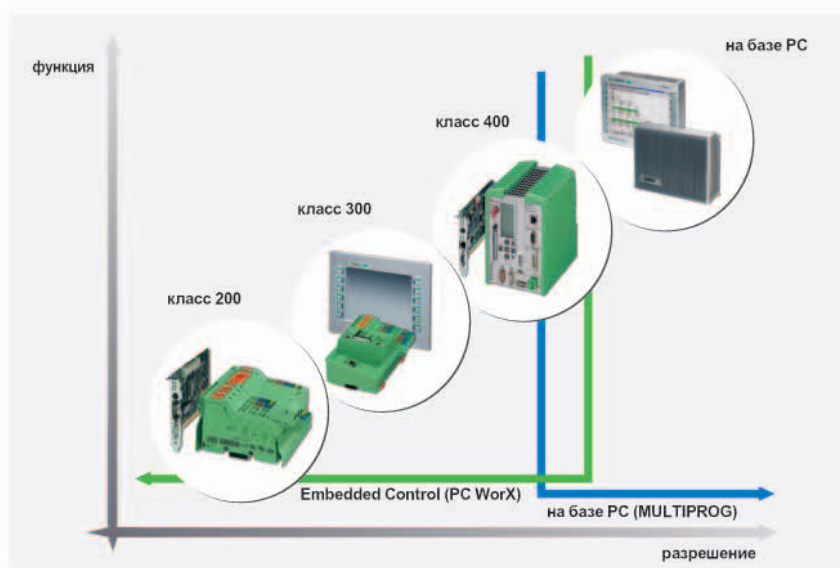 на базе PC
функция
класс 400
класс 300
класс 200
Embedded Control (PC WorX)
на базе PC (MULTIPROG)
разрешение